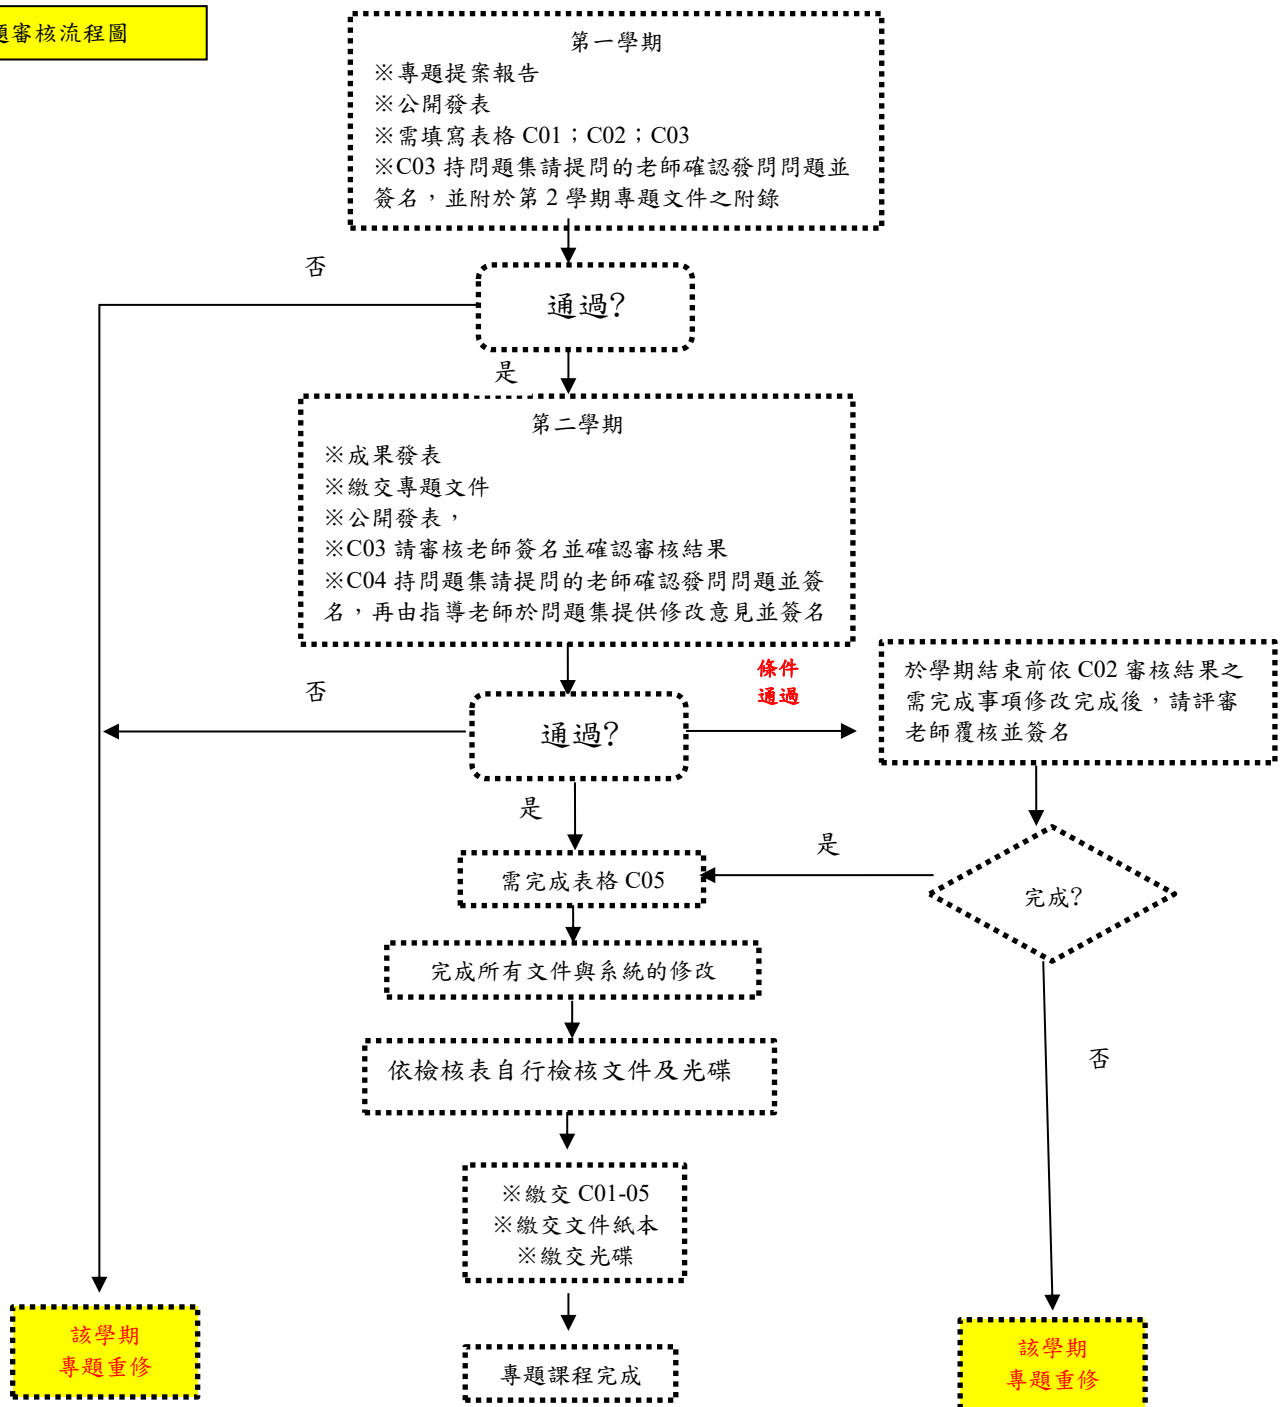 題審核流程圖
第一學期
※專題提案報告
※公開發表
※需填寫表格 C01；C02；C03
※C03 持問題集請提問的老師確認發問問題並
簽名，並附於第 2 學期專題文件之附錄
否
通過?
是
第二學期
※成果發表
※繳交專題文件
※公開發表，
※C03 請審核老師簽名並確認審核結果
※C04 持問題集請提問的老師確認發問問題並簽
名，再由指導老師於問題集提供修改意見並簽名
條件
通過
於學期結束前依 C02 審核結果之
需完成事項修改完成後，請評審
老師覆核並簽名
否
通過?
是
是
需完成表格 C05
完成?
完成所有文件與系統的修改
否
依檢核表自行檢核文件及光碟
※繳交 C01-05
※繳交文件紙本
※繳交光碟
該學期
專題重修
專題課程完成
該學期
專題重修